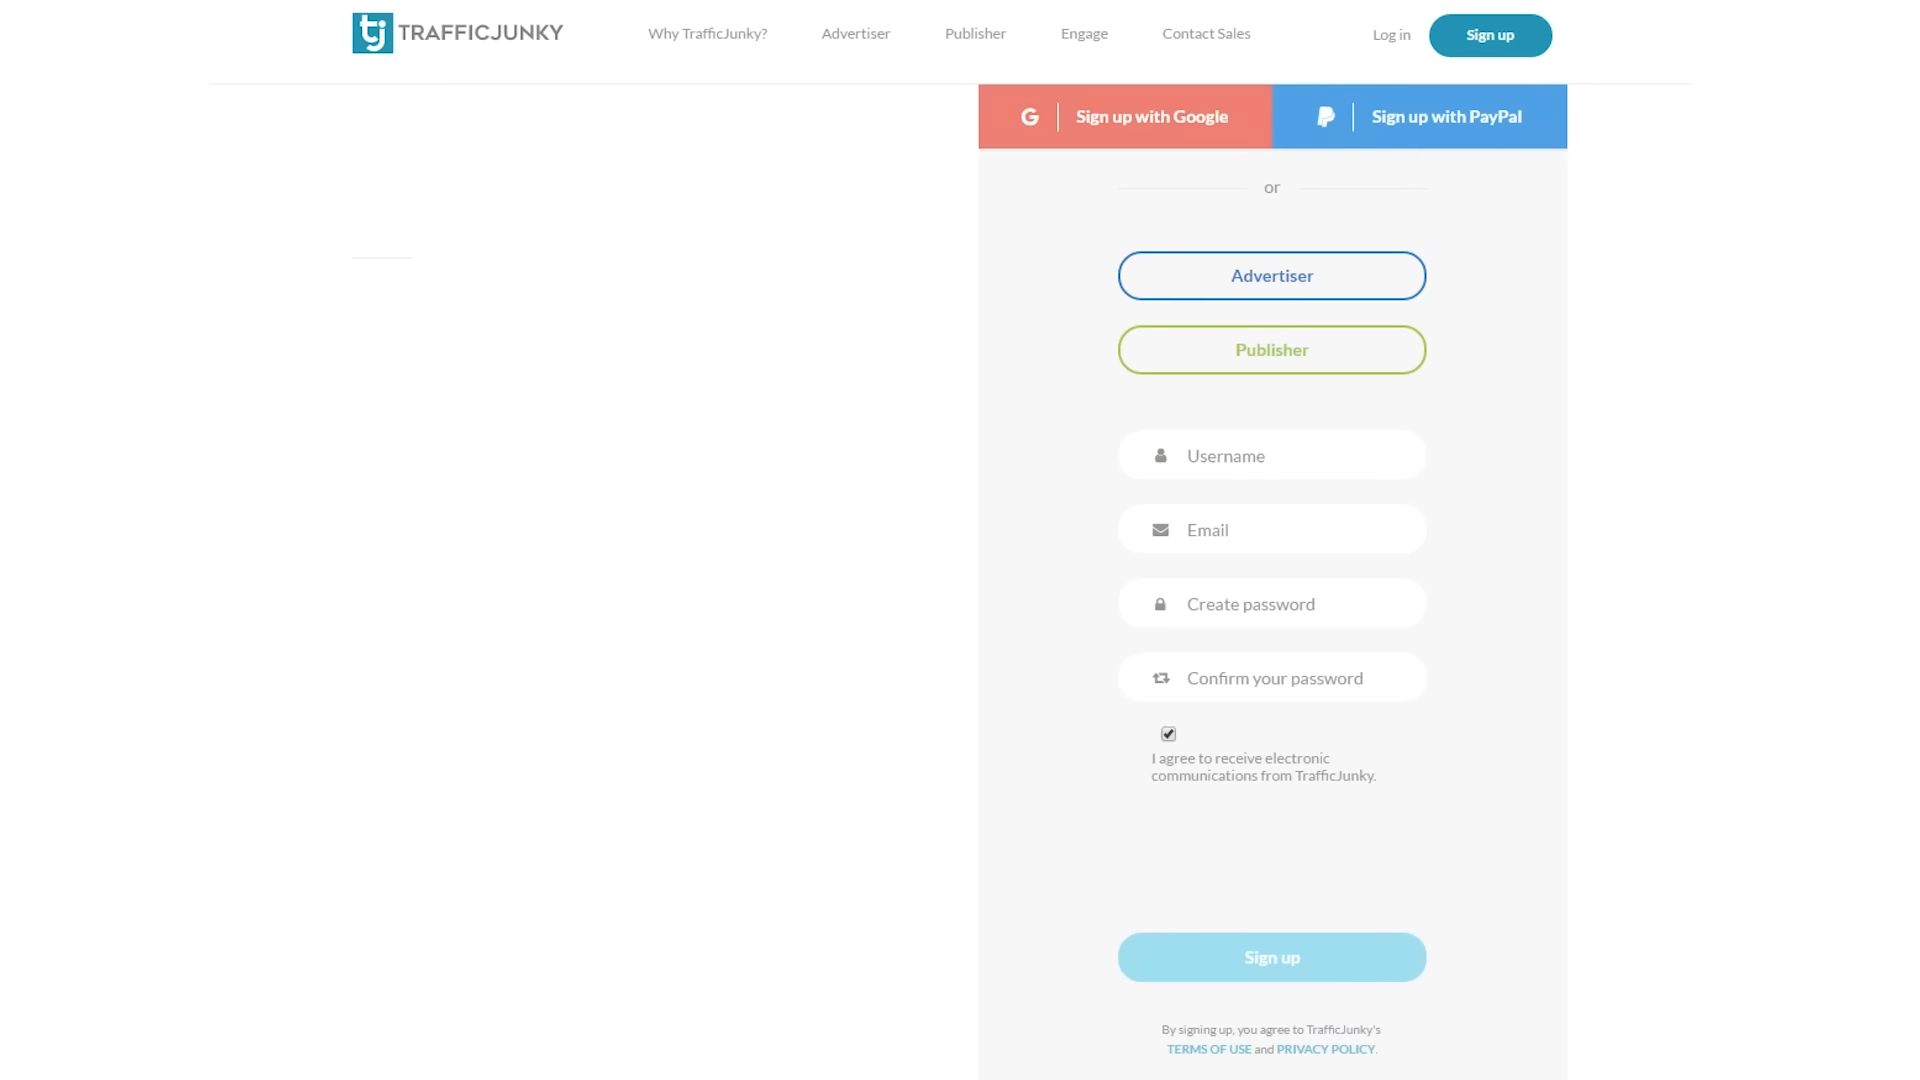 tj TRAFFICJUNKY
Why TrafficJunky?
Advertiser
Publisher
Engage
Contact Sales
Log in
Sign up
G
Sign up with Google
Sign up with PayPal
or
Advertiser
Publisher
Username
Email
Create password
Confirm your password
I agree to receive electronic
communications from TrafficJunky.
Sign up
By signing up, you agree to TrafficJunky's
TERMS OF USE and PRIVACY POLICY.